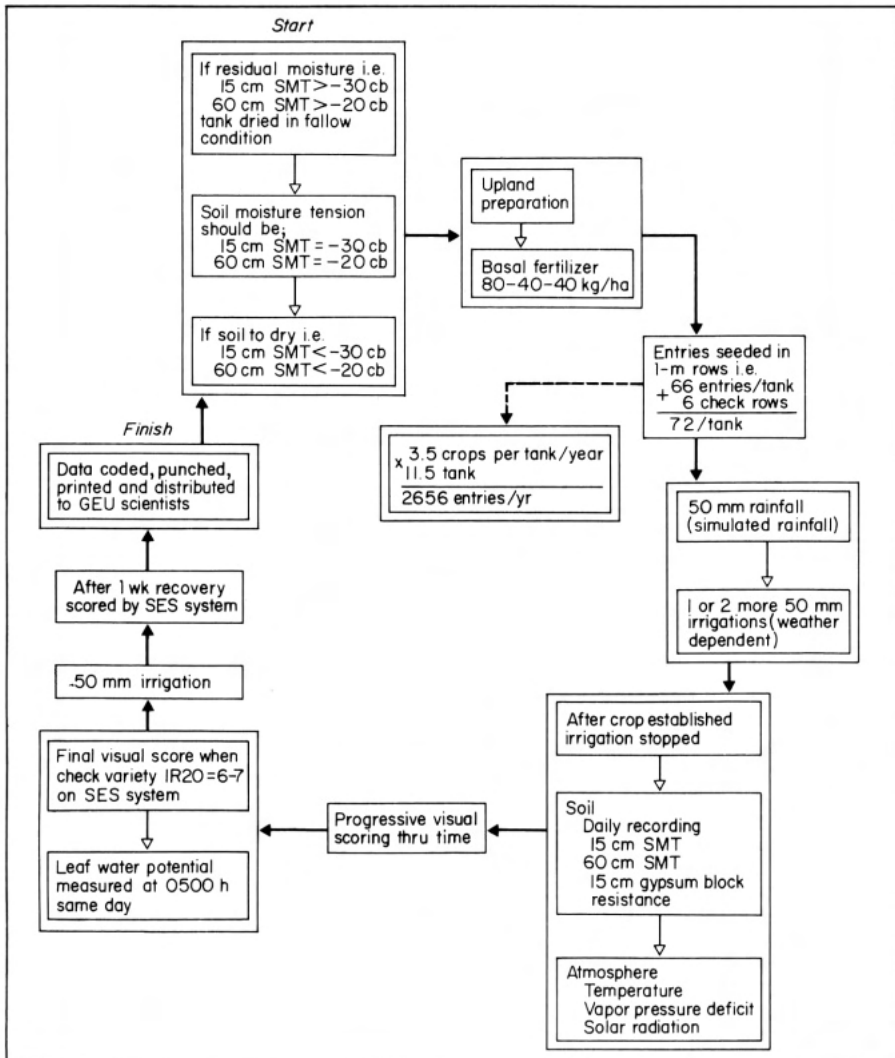 Start
If residual moisture i.e.
15 cm SMT>-30 cb
60 cm SMT>-20 cb
tank dried in fallow
condition
Soil moisture tension
should be;
15 cm SMT = -30 cb
60 cm SMT = -20 cb
If soil to dry i.e.
15 cm SMT< -30 cb
60 cm SMT< -20 cb
Upland
preparation
Basal fertilizer
80-40-40 kg/ha
Entries seeded in
1-m rows i.e.
66 entries/tank
+ 6 check rows
72/tank
x 3.5 crops per tank/year
11.5 tank
2656 entries/yr
50 mm rainfall
(simulated rainfall)
1 or 2 more 50 mm
irrigations (weather
dependent)
After crop established
irrigation stopped
Soil
Daily recording
15 cm SMT
60 cm SMT
15 cm gypsum block
resistance
Atmosphere
Temperature
Vapor pressure deficit
Solar radiation
Progressive visual
scoring thru time
Final visual score when
check variety IR20=6-7
on SES system
Leaf water potential
measured at 0500 h
same day
-50 mm irrigation
After 1 wk recovery
scored by SES system
Finish
Data coded, punched,
printed and distributed
to GEU scientists